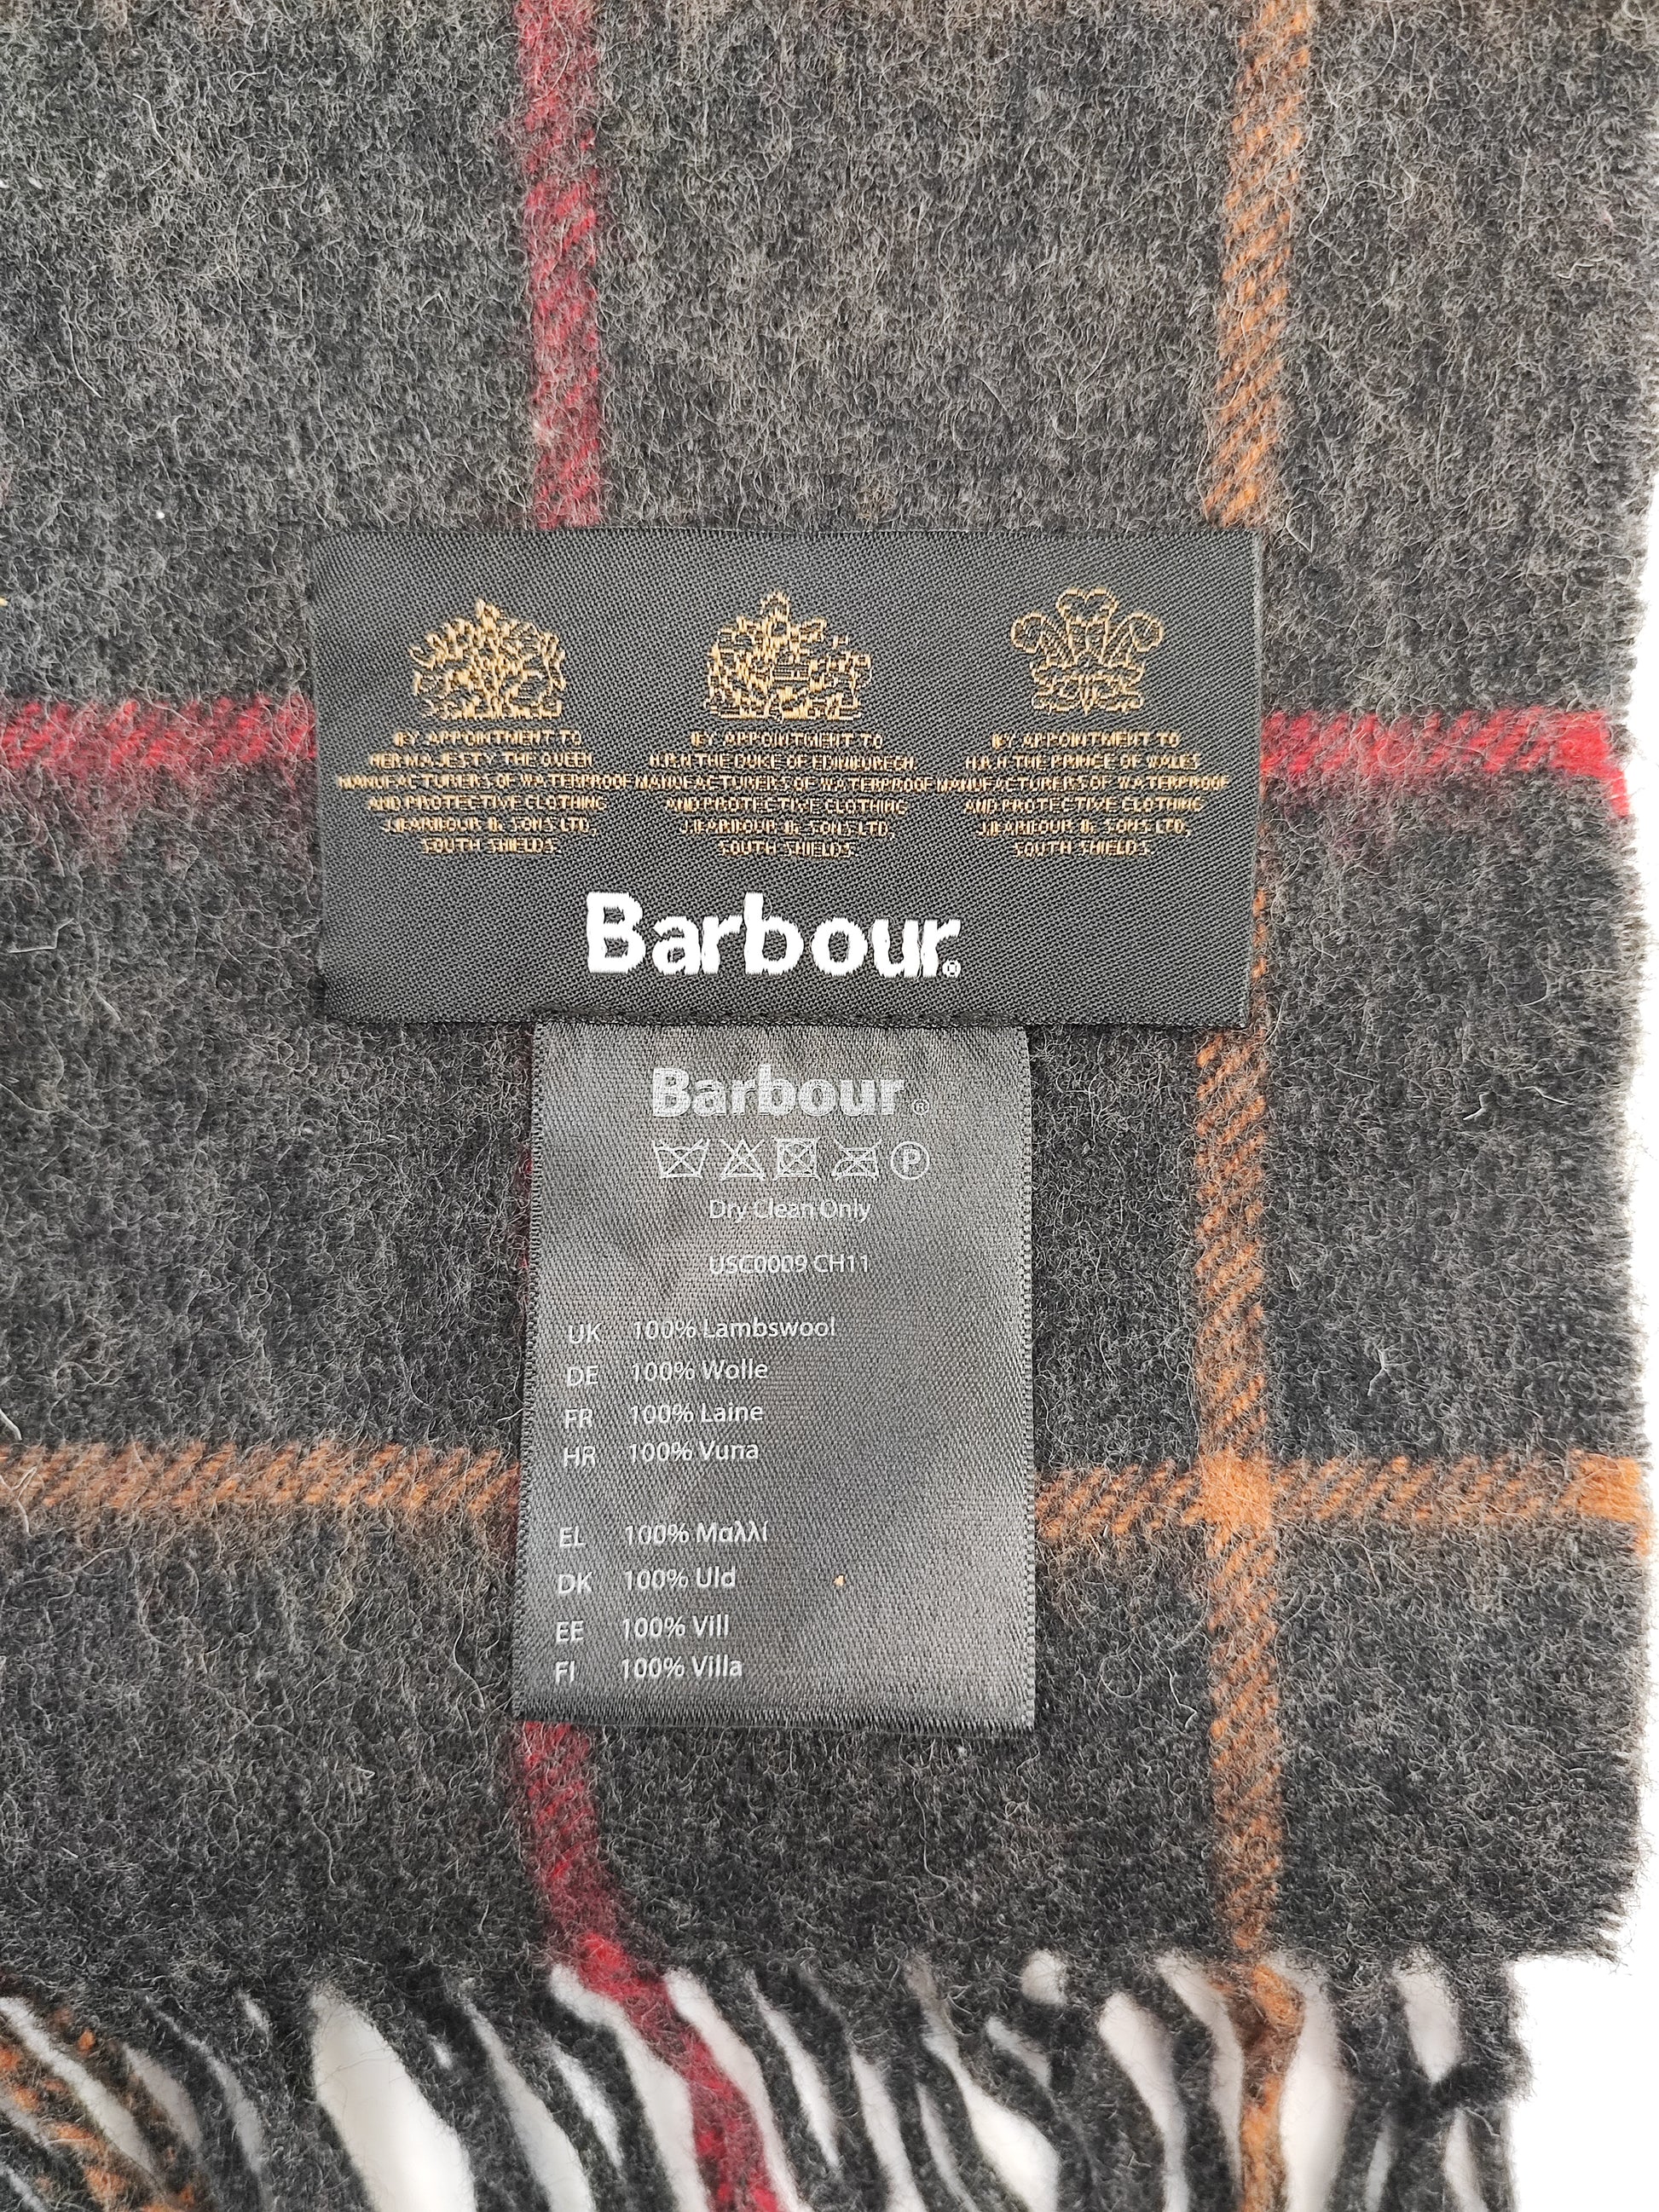 BY APPOINTMENT TO
HER MAJESTY THE QUEEN
MANUFACTURERS OF WATERPROOF
AND PROTECTIVE CLOTHING
J.BARBOUR & SONS LTD,
SOUTH SHIELDS.
BY APPOINTMENT TO
H.R.H THE DUKE OF EDINBURGH,
MANUFACTURERS OF WATERPROOF
AND PROTECTIVE CLOTHING
J.BARBOUR & SONS LTD,
SOUTH SHIELDS.
BY APPOINTMENT TO
H.R.H THE PRINCE OF WALES
MANUFACTURERS OF WATERPROOF
AND PROTECTIVE CLOTHING
J.BARBOUR & SONS LTD,
SOUTH SHIELDS.
Barbour®
Barbour®
P
Dry Clean Only
USC0009 CH11
UK 100% Lambswool
DE 100% Wolle
FR 100% Laine
HR 100% Vuna
EL 100% Μαλλί
DK 100% Uld
EE 100% Vill
FI 100% Villa